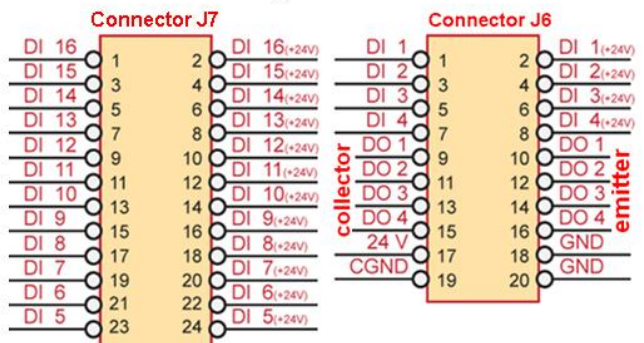 Connector J7
DI 16 1 2 DI 16(+24V)
DI 15 3 4 DI 15(+24V)
DI 14 5 6 DI 14(+24V)
DI 13 7 8 DI 13(+24V)
DI 12 9 10 DI 12(+24V)
DI 11 11 12 DI 11(+24V)
DI 10 13 14 DI 10(+24V)
DI 9 15 16 DI 9(+24V)
DI 8 17 18 DI 8(+24V)
DI 7 19 20 DI 7(+24V)
DI 6 21 22 DI 6(+24V)
DI 5 23 24 DI 5(+24V)
Connector J6
DI 1 1 2 DI 1(+24V)
DI 2 3 4 DI 2(+24V)
DI 3 5 6 DI 3(+24V)
DI 4 7 8 DI 4(+24V)
collector
DO 1 9 10 DO 1
DO 2 11 12 DO 2
DO 3 13 14 DO 3
DO 4 15 16 DO 4
emitter
24 V 17 18 GND
CGND 19 20 GND